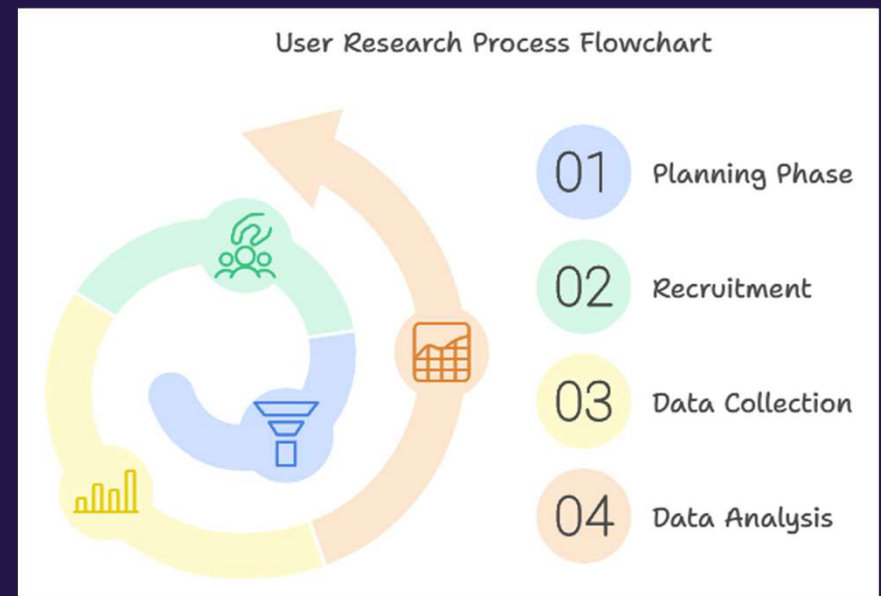 User Research Process Flowchart
01 Planning Phase
02 Recruitment
03 Data Collection
04 Data Analysis